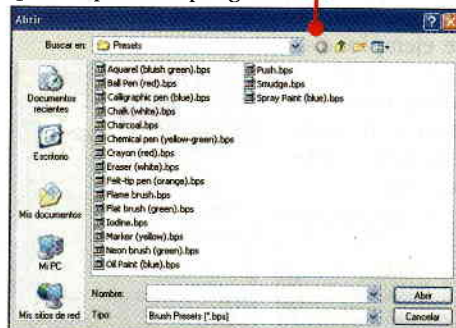 Abrir
Buscar en:
Presets
Documentos recientes
Escritorio
Mis documentos
Mi PC
Mis sitios de red
Aquarel (bluish green).bps
Ball Pen (red).bps
Calligraphic pen (blue).bps
Chalk (white).bps
Charcoal.bps
Chemical pen (yellow-green).bps
Crayon (red).bps
Eraser (white).bps
Felt-tip pen (orange).bps
Flame brush.bps
Flat brush (green).bps
Iodine.bps
Marker (yellow).bps
Neon brush (green).bps
Oil Paint (blue).bps
Push.bps
Smudge.bps
Spray Paint (blue).bps
Nombre:
Abrir
Tipo:
Brush Presets (*.bps)
Cancelar